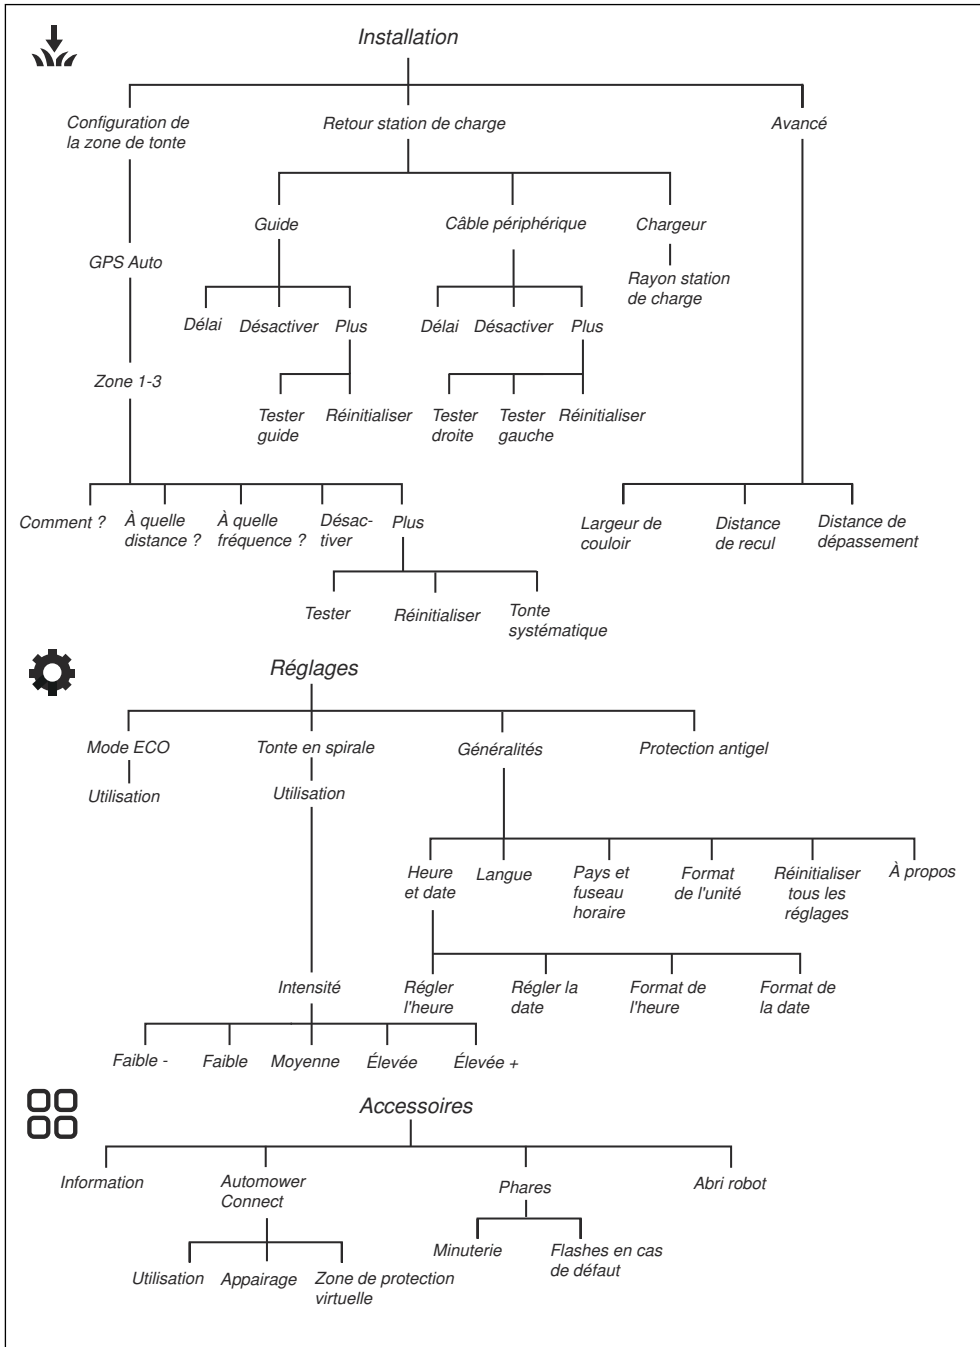 Installation
Configuration de
la zone de tonte
Retour station de charge
Avancé
Guide
Câble périphérique
Chargeur
GPS Auto
Rayon station
de charge
Délai
Désactiver
Plus
Délai
Désactiver
Plus
Zone 1-3
Tester
guide
Réinitialiser
Tester
droite
Tester
gauche
Réinitialiser
Comment ?
À quelle
distance ?
À quelle
fréquence ?
Désac-
tiver
Plus
Largeur de
couloir
Distance
de recul
Distance de
dépassement
Tester
Réinitialiser
Tonte
systématique
Réglages
Mode ECO
Tonte en spirale
Généralités
Protection antigel
Utilisation
Utilisation
Heure
et date
Langue
Pays et
fuseau
horaire
Format
de l'unité
Réinitialiser
tous les
réglages
À propos
Intensité
Régler
l'heure
Régler la
date
Format de
l'heure
Format de
la date
Faible -
Faible
Moyenne
Élevée
Élevée +
Accessoires
Information
Automower
Connect
Phares
Abri robot
Minuterie
Flashes en cas
de défaut
Utilisation
Appairage
Zone de protection
virtuelle